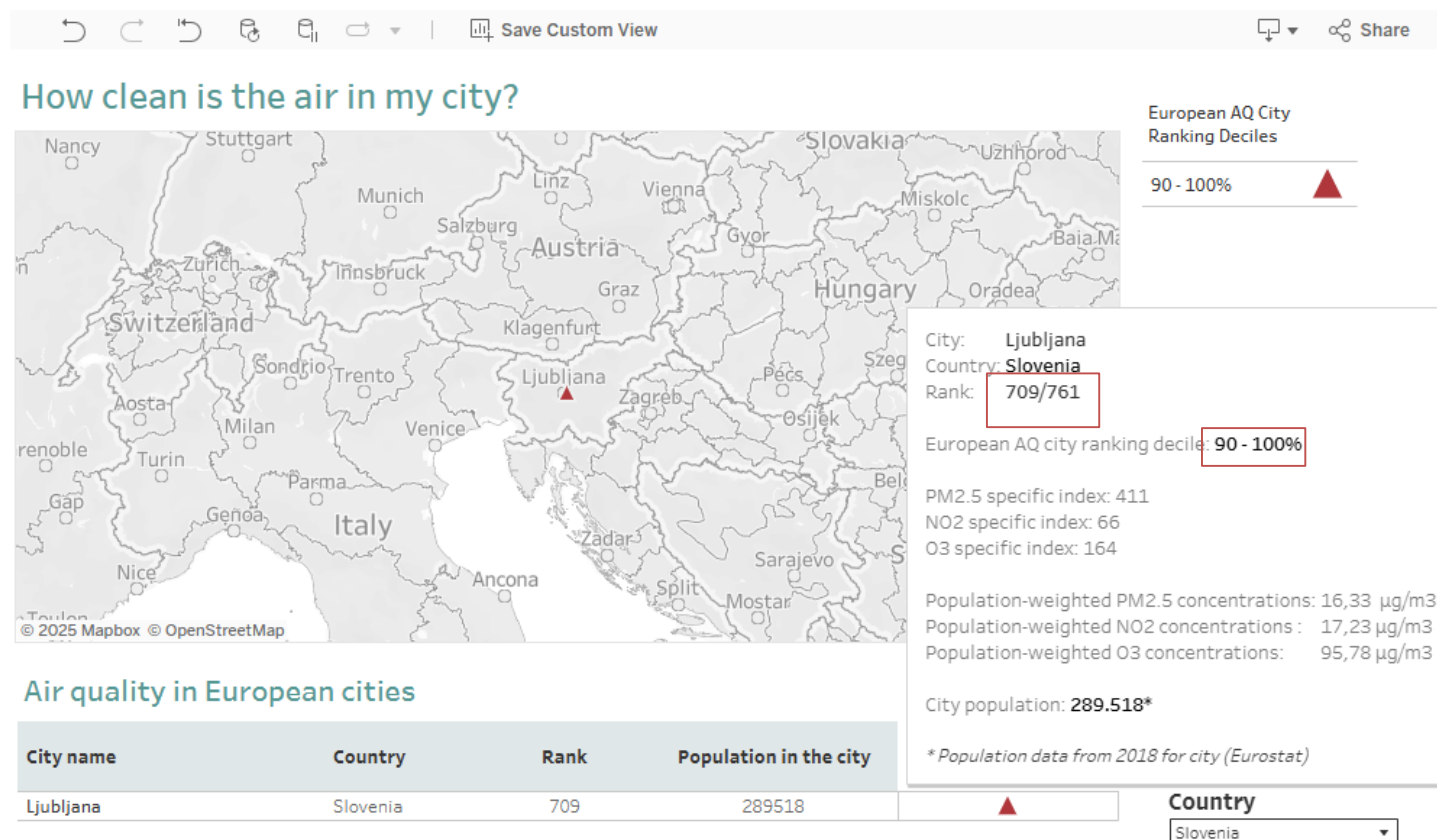 Save Custom View
Share
How clean is the air in my city?
European AQ City
Ranking Deciles
90 - 100%
Nancy
Stuttgart
Slovakia
Uzhhorod
Munich
Linz
Vienna
Miskolc
Salzburg
Austria
Gyor
Baia Ma
Zurich
Innsbruck
Graz
Hungary
Oradea
Switzerland
Klagenfurt
Sondrio
Trento
Ljubljana
Zagreb
Pécs
Szeg
Aosta
Milan
Venice
Osijek
renoble
Turin
Parma
Bel
Gap
Genoa
Italy
Zadar
Sarajevo
S
Nice
Ancona
Split
Mostar
Toulon
© 2025 Mapbox © OpenStreetMap
City: Ljubljana
Country: Slovenia
Rank: 709/761
European AQ city ranking decile: 90 - 100%
PM2.5 specific index: 411
NO2 specific index: 66
O3 specific index: 164
Population-weighted PM2.5 concentrations: 16,33 µg/m3
Population-weighted NO2 concentrations : 17,23 µg/m3
Population-weighted O3 concentrations: 95,78 µg/m3
City population: 289.518*
* Population data from 2018 for city (Eurostat)
Air quality in European cities
City name Country Rank Population in the city
Ljubljana Slovenia 709 289518
Country
Slovenia